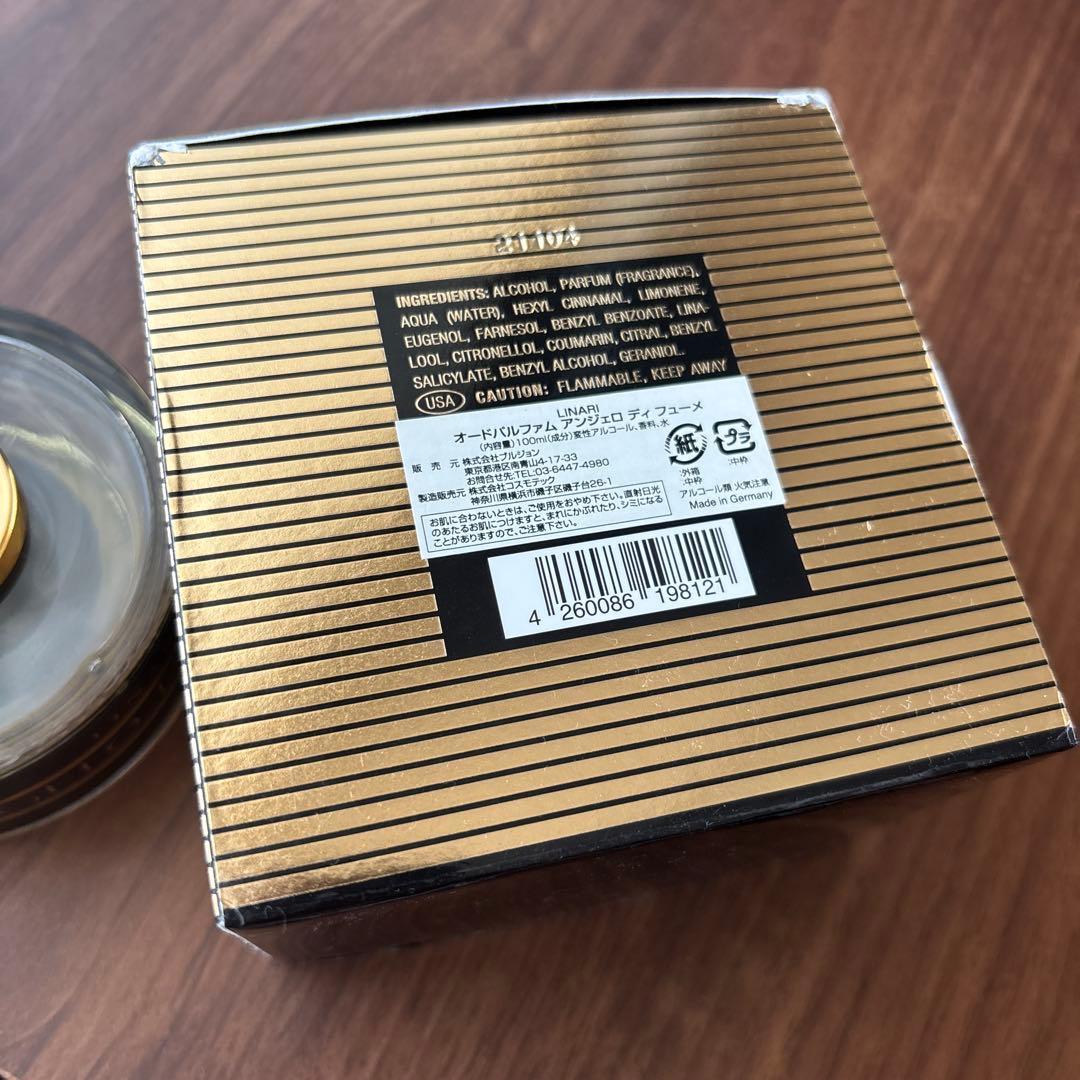 21104
INGREDIENTS: ALCOHOL, PARFUM (FRAGRANCE),
AQUA (WATER), HEXYL CINNAMAL, LIMONENE,
EUGENOL, FARNESOL, BENZYL BENZOATE, LINA-
LOOL, CITRONELLOL, COUMARIN, CITRAL, BENZYL
SALICYLATE, BENZYL ALCOHOL, GERANIOL.
USA CAUTION: FLAMMABLE, KEEP AWAY
LINARI
オードパルファム アンジェロ ディ フューメ
(内容量)100ml(成分)変性アルコール、香料、水
販 売 元 株式会社ブルジョン
東京都港区南青山4-17-33
お問合せ先:TEL:03-6447-4980
製造販売元 株式会社コスモテック
神奈川県横浜市磯子区磯子台26-1
お肌に合わないときは、ご使用をおやめ下さい。直射日光
のあたるお肌につけますと、まれにかぶれたり、シミになる
ことがありますので、ご注意下さい。
紙
プラ
:外箱
:中枠
:中枠
アルコール類 火気注意
Made in Germany
4 260086 198121